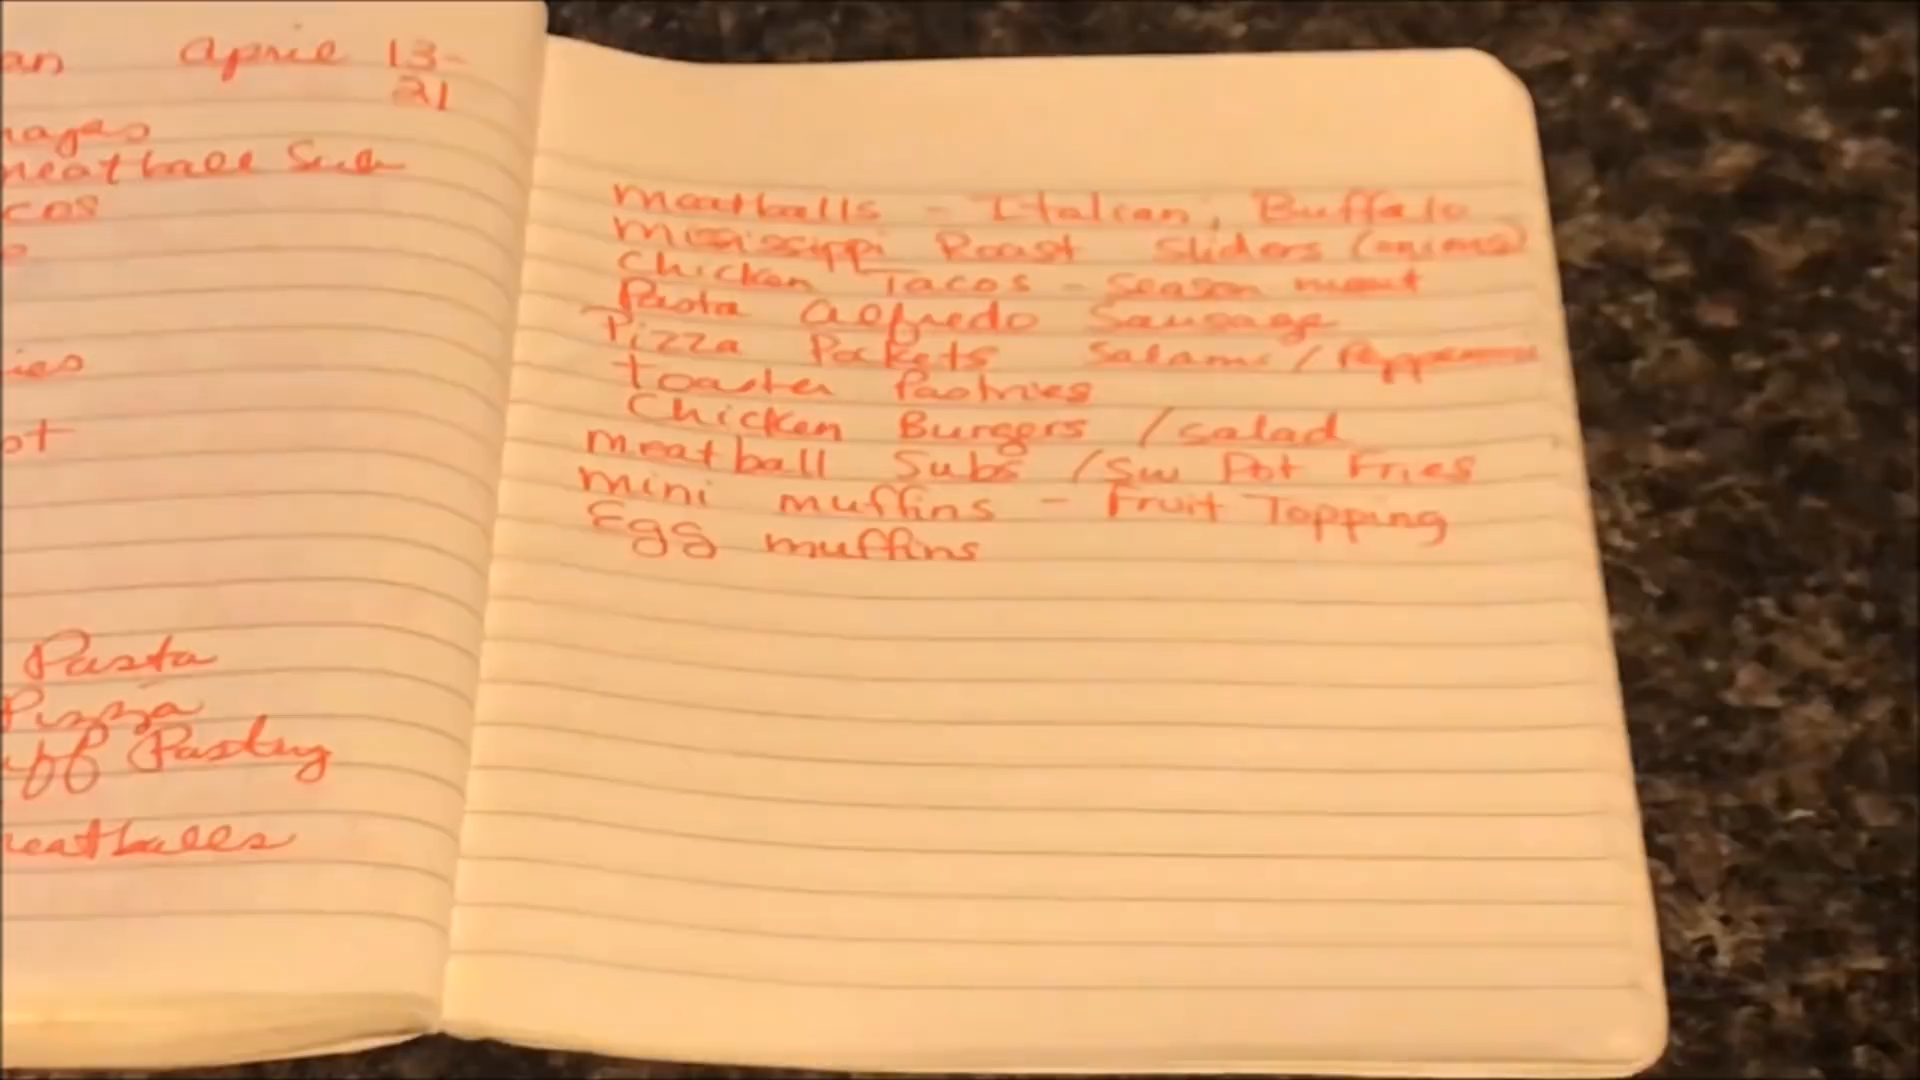 april 13-
21
meatball Sub
Pasta
Pizza
Pastry
meatballs
meatballs - Italian, Buffalo
mississippi Roast Sliders (onions)
Chicken Tacos - season meat
Pasta alfredo Sausage
Pizza Pockets Salami / Pepperoni
toaster Pastries
Chicken Burgers /salad
meatball Subs /Sw Pot Fries
mini muffins - Fruit Topping
Egg muffins